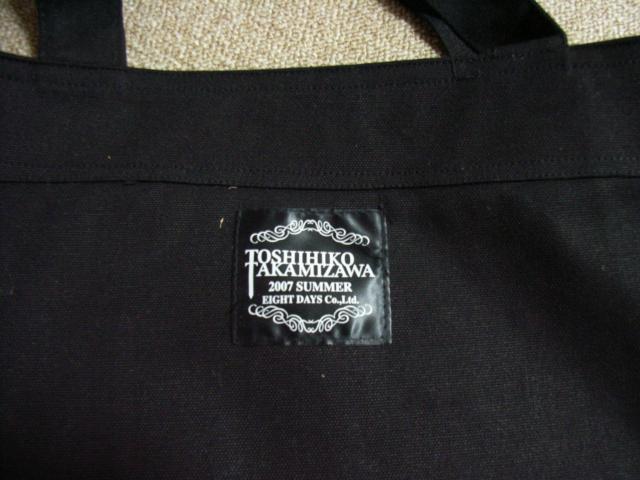 TOSHIHIKO
TAKAMIZAWA
2007 SUMMER
EIGHT DAYS Co.,Ltd.